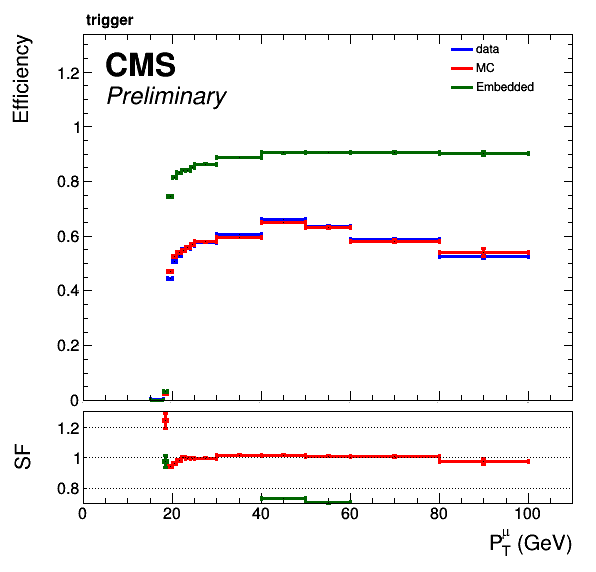 trigger
CMS
Preliminary
data
MC
Embedded
Efficiency
1.2
1
0.8
0.6
0.4
0.2
0
SF
1.2
1
0.8
0 20 40 60 80 100
P_T^μ (GeV)